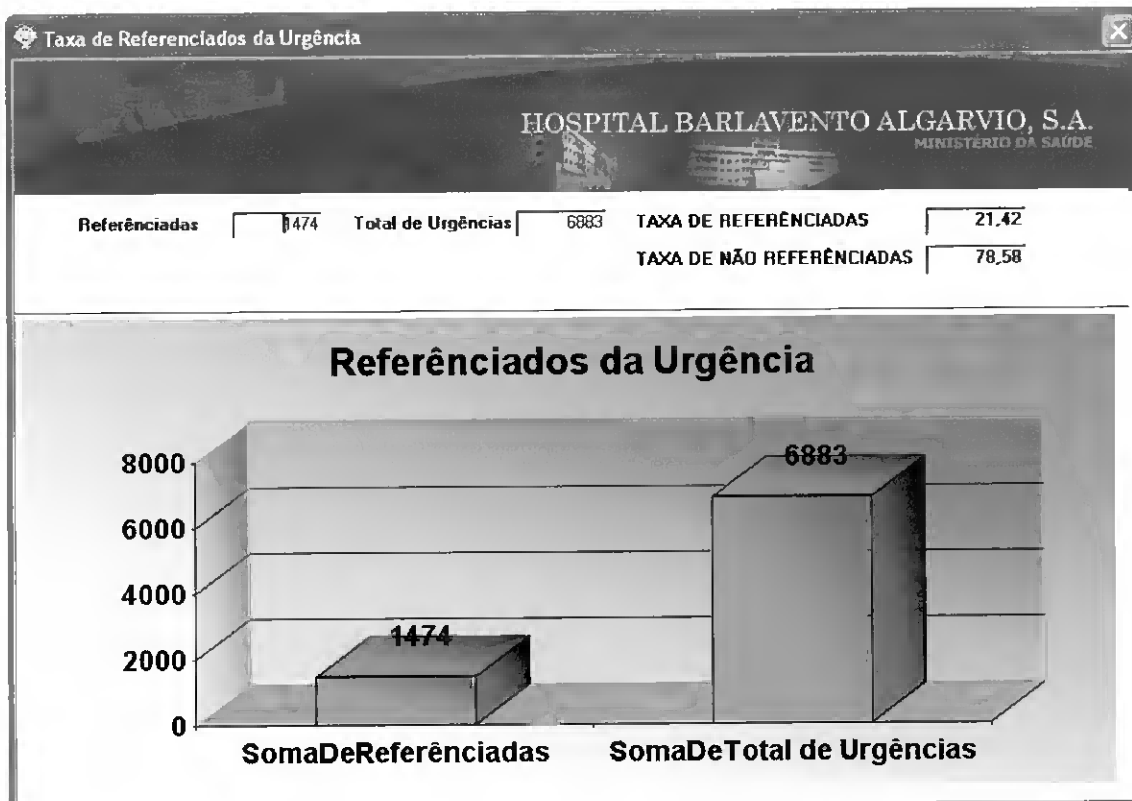 Taxa de Referenciados da Urgência
HOSPITAL BARLAVENTO ALGARVIO, S.A.
MINISTÉRIO DA SAÚDE
Referênciadas 1474 Total de Urgências 6883 TAXA DE REFERÊNCIADAS 21,42
TAXA DE NÃO REFERÊNCIADAS 78,58
Referênciados da Urgência
8000
6000
4000
2000
0
1474
6883
SomaDeReferênciadas SomaDeTotal de Urgências